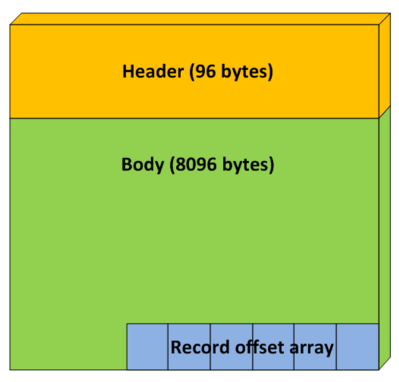 Header (96 bytes)
Body (8096 bytes)
Record offset array